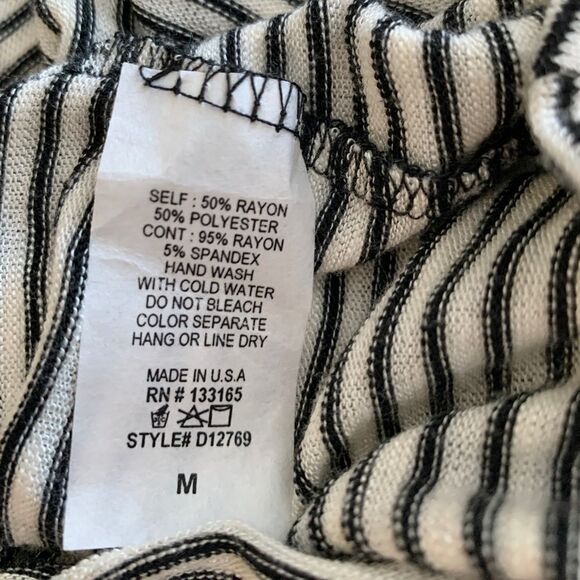 SELF : 50% RAYON
50% POLYESTER
CONT : 95% RAYON
5% SPANDEX
HAND WASH
WITH COLD WATER
DO NOT BLEACH
COLOR SEPARATE
HANG OR LINE DRY
MADE IN U.S.A
RN # 133165
STYLE# D12769
M